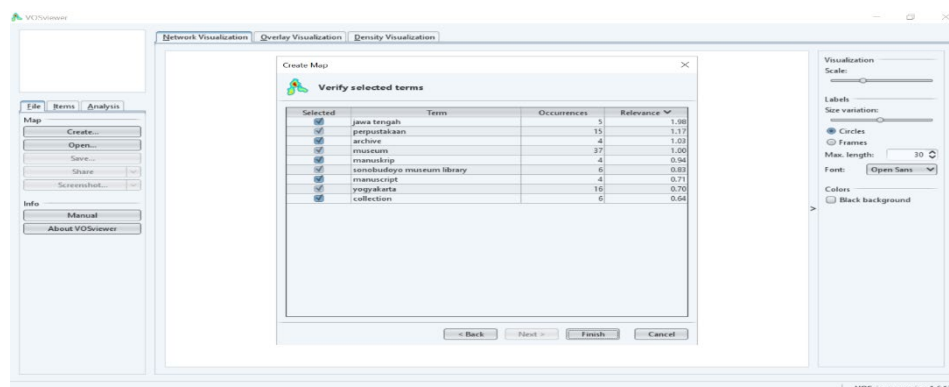 VOSviewer
Network Visualization Overlay Visualization Density Visualization
File Items Analysis
Map
Create...
Open...
Save...
Share
Screenshot...
Info
Manual
About VOSviewer
Create Map
Verify selected terms
Selected Term Occurrences Relevance
jawa tengah 5 1.98
perpustakaan 15 1.17
archive 4 1.03
museum 37 1.00
manuskrip 4 0.94
sonobudoyo museum library 6 0.83
manuscript 4 0.71
yogyakarta 16 0.70
collection 6 0.64
< Back Next > Finish Cancel
Visualization
Scale:
Labels
Size variation:
Circles
Frames
Max. length: 30
Font: Open Sans
Colors
Black background
>